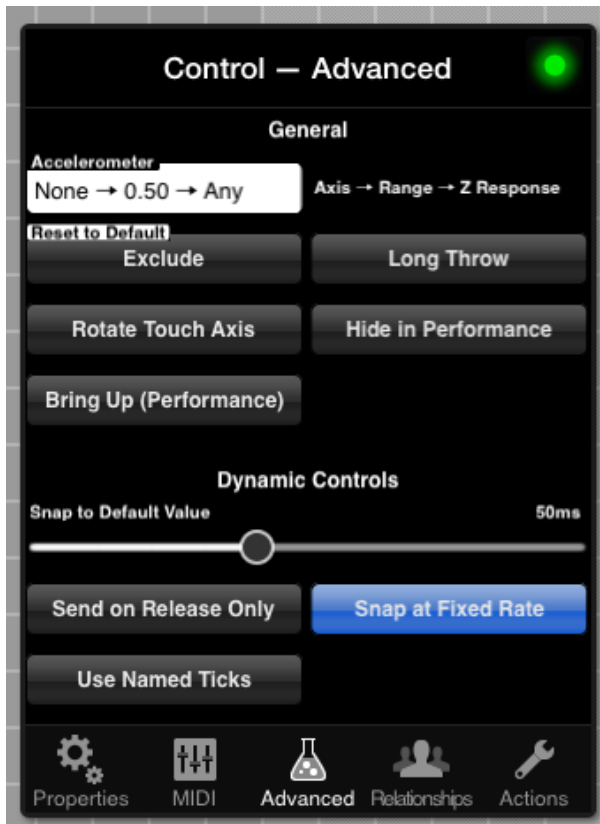 Control — Advanced
General
Accelerometer
None → 0.50 → Any
Axis → Range → Z Response
Reset to Default
Exclude
Long Throw
Rotate Touch Axis
Hide in Performance
Bring Up (Performance)
Dynamic Controls
Snap to Default Value
50ms
Send on Release Only
Snap at Fixed Rate
Use Named Ticks
Properties
MIDI
Advanced
Relationships
Actions